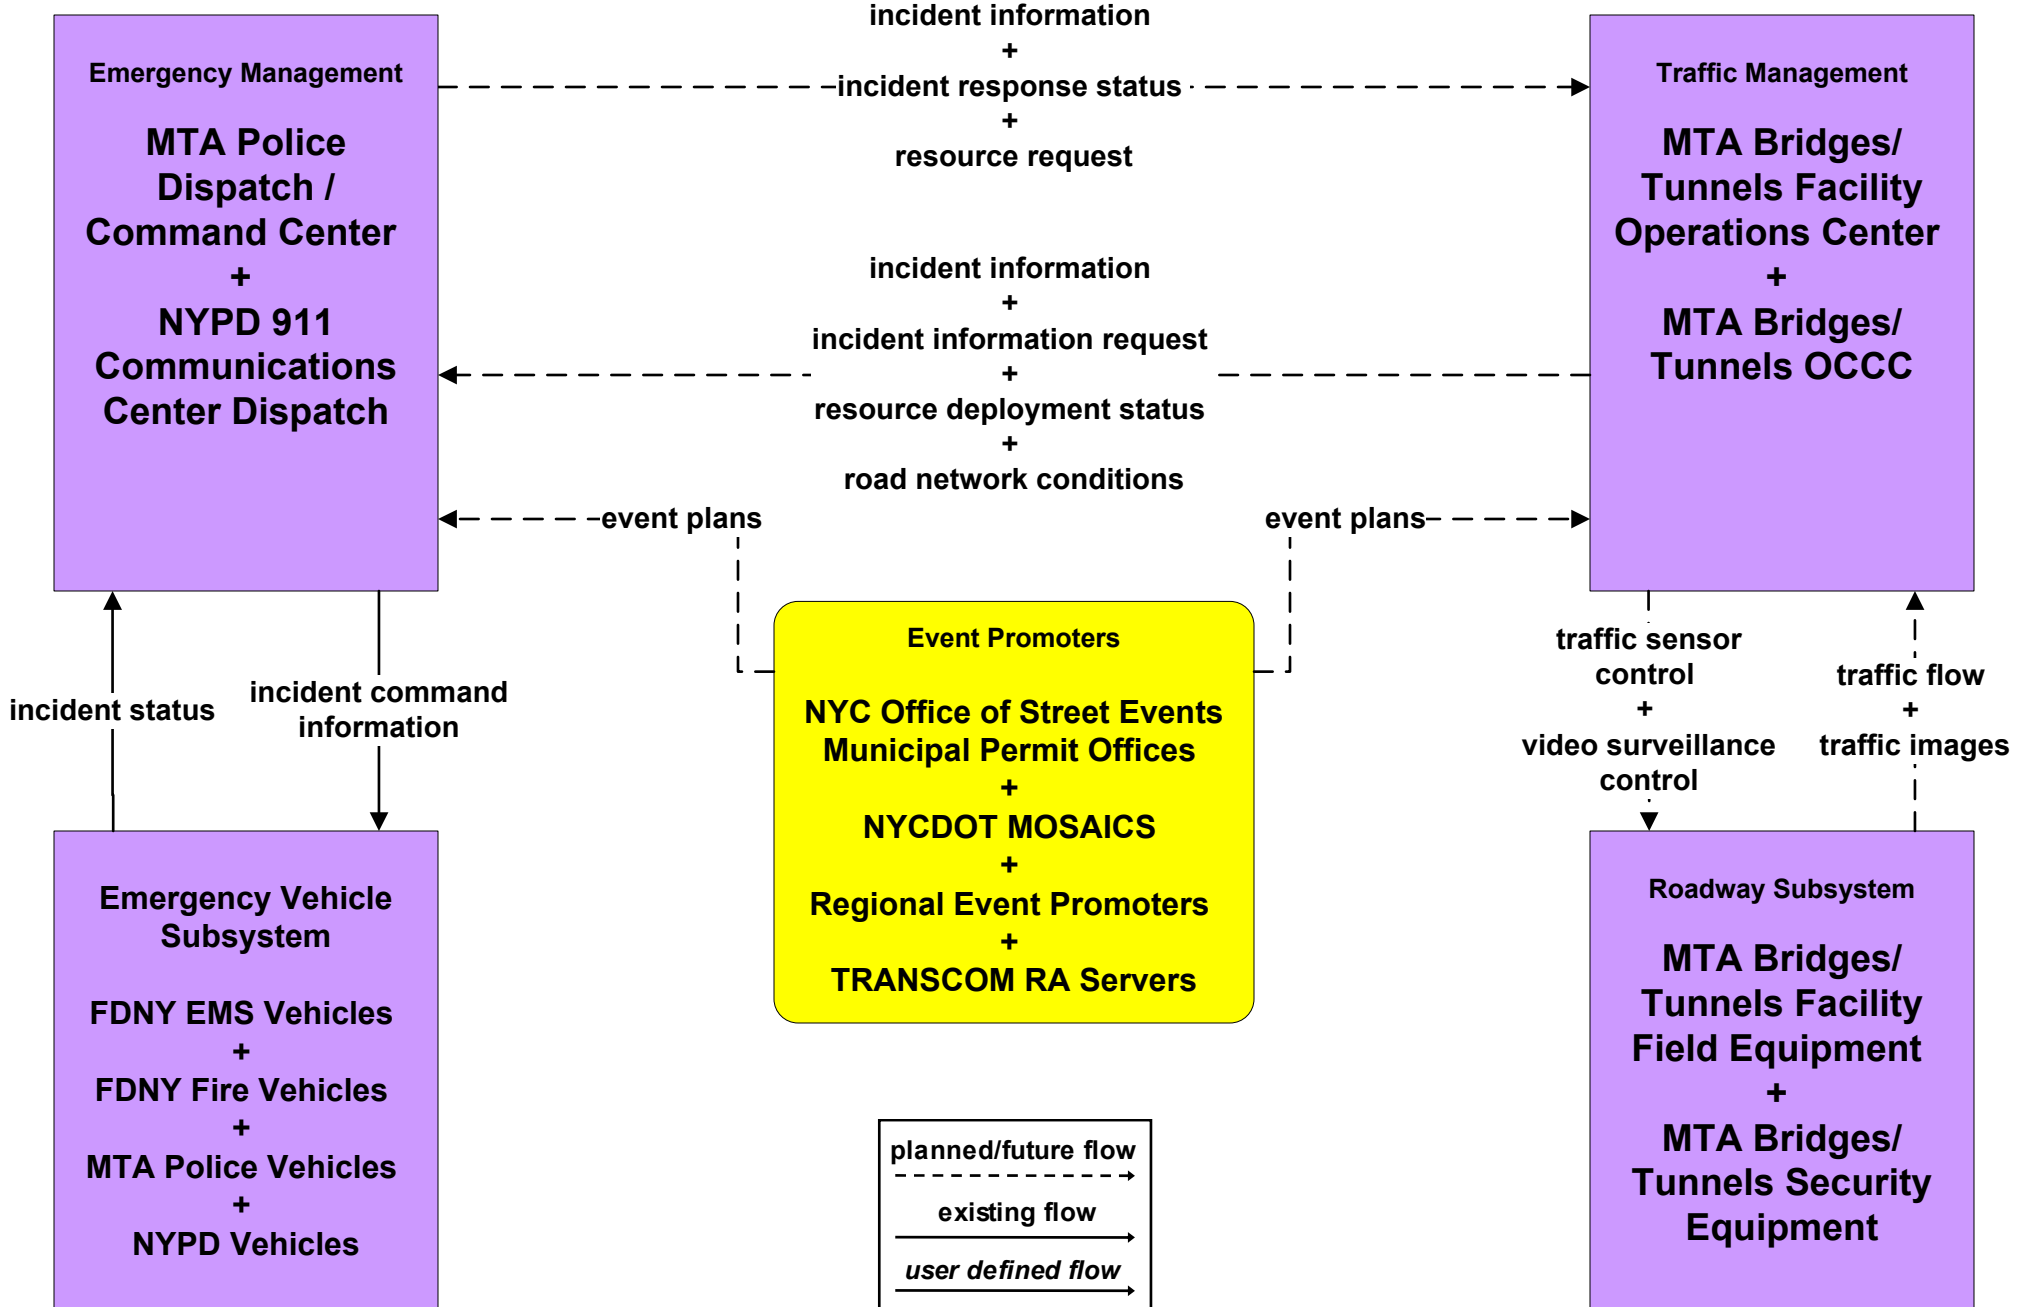 incident information
+
incident response status
+
resource request
Emergency Management
MTA Police
Dispatch /
Command Center
+
NYPD 911
Communications
Center Dispatch
Traffic Management
MTA Bridges/
Tunnels Facility
Operations Center
+
MTA Bridges/
Tunnels OCCC
incident information
+
incident information request
+
resource deployment status
+
road network conditions
event plans
event plans
incident status
incident command
information
Event Promoters
NYC Office of Street Events
Municipal Permit Offices
+
NYCDOT MOSAICS
+
Regional Event Promoters
+
TRANSCOM RA Servers
traffic sensor
control
+
video surveillance
control
traffic flow
+
traffic images
Emergency Vehicle
Subsystem
FDNY EMS Vehicles
+
FDNY Fire Vehicles
+
MTA Police Vehicles
+
NYPD Vehicles
Roadway Subsystem
MTA Bridges/
Tunnels Facility
Field Equipment
+
MTA Bridges/
Tunnels Security
Equipment
planned/future flow
existing flow
user defined flow